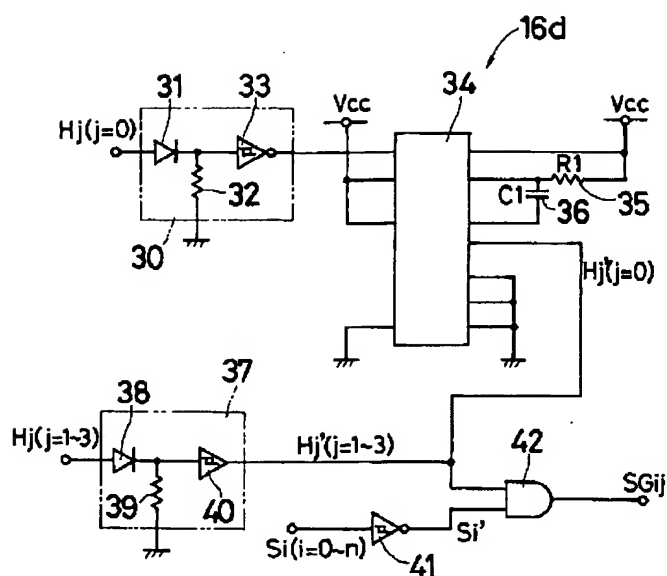 16d
31
33
34
Vcc
Vcc
Hj(j=0)
R1
32
C1
36
35
30
Hj'(j=0)
37
38
42
Hj(j=1~3)
Hj'(j=1~3)
SGij
39
40
Si(i=0~n)
Si'
41